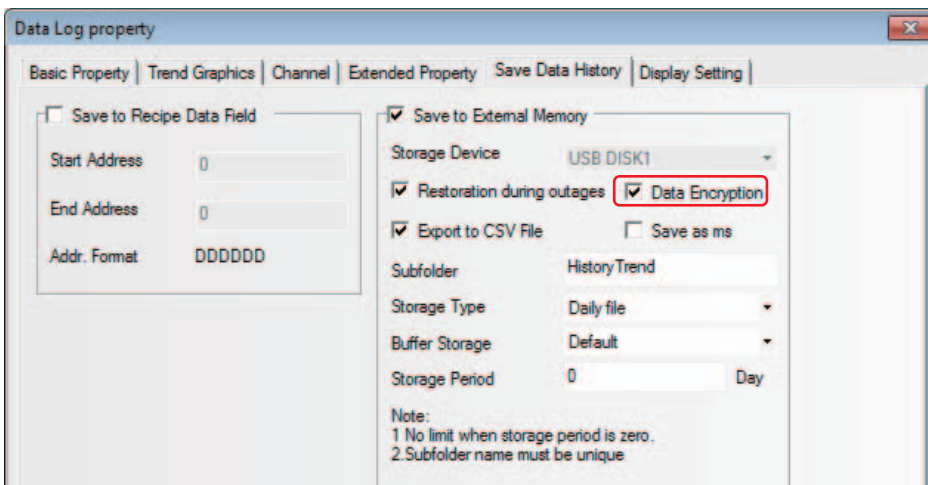 Data Log property
Basic Property Trend Graphics Channel Extended Property Save Data History Display Setting
Save to Recipe Data Field
Start Address 0
End Address 0
Addr. Format DDDDDD
Save to External Memory
Storage Device USB DISK1
Restoration during outages Data Encryption
Export to CSV File Save as ms
Subfolder HistoryTrend
Storage Type Daily file
Buffer Storage Default
Storage Period 0 Day
Note:
1 No limit when storage period is zero.
2.Subfolder name must be unique